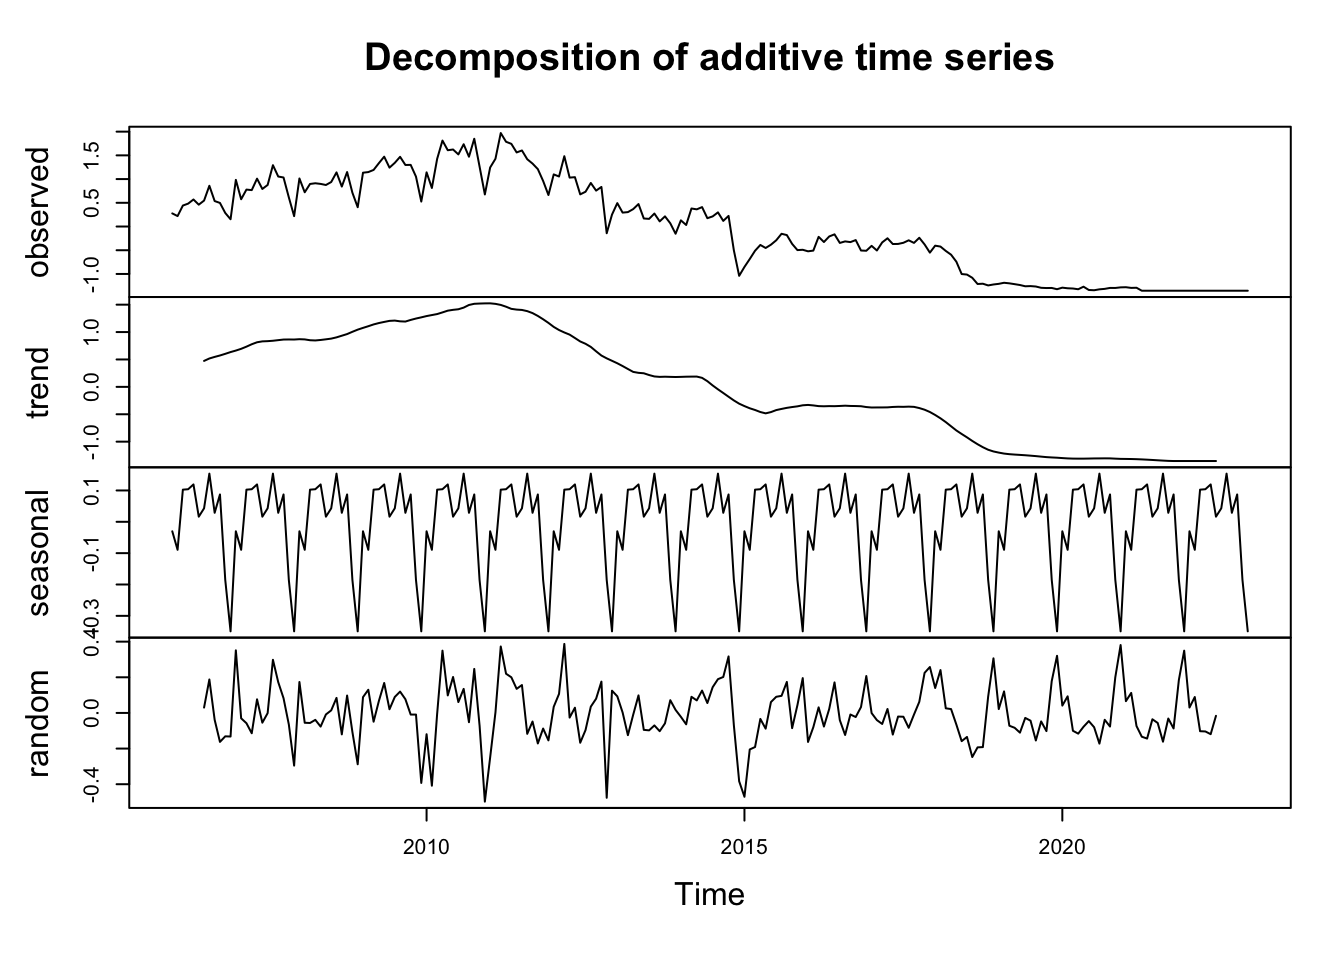 Decomposition of additive time series
observed
-1.0 0.5 1.5
trend
-1.0 0.0 1.0
seasonal
-0.3 -0.1 0.1
random
-0.4 0.0 0.4
2010 2015 2020
Time